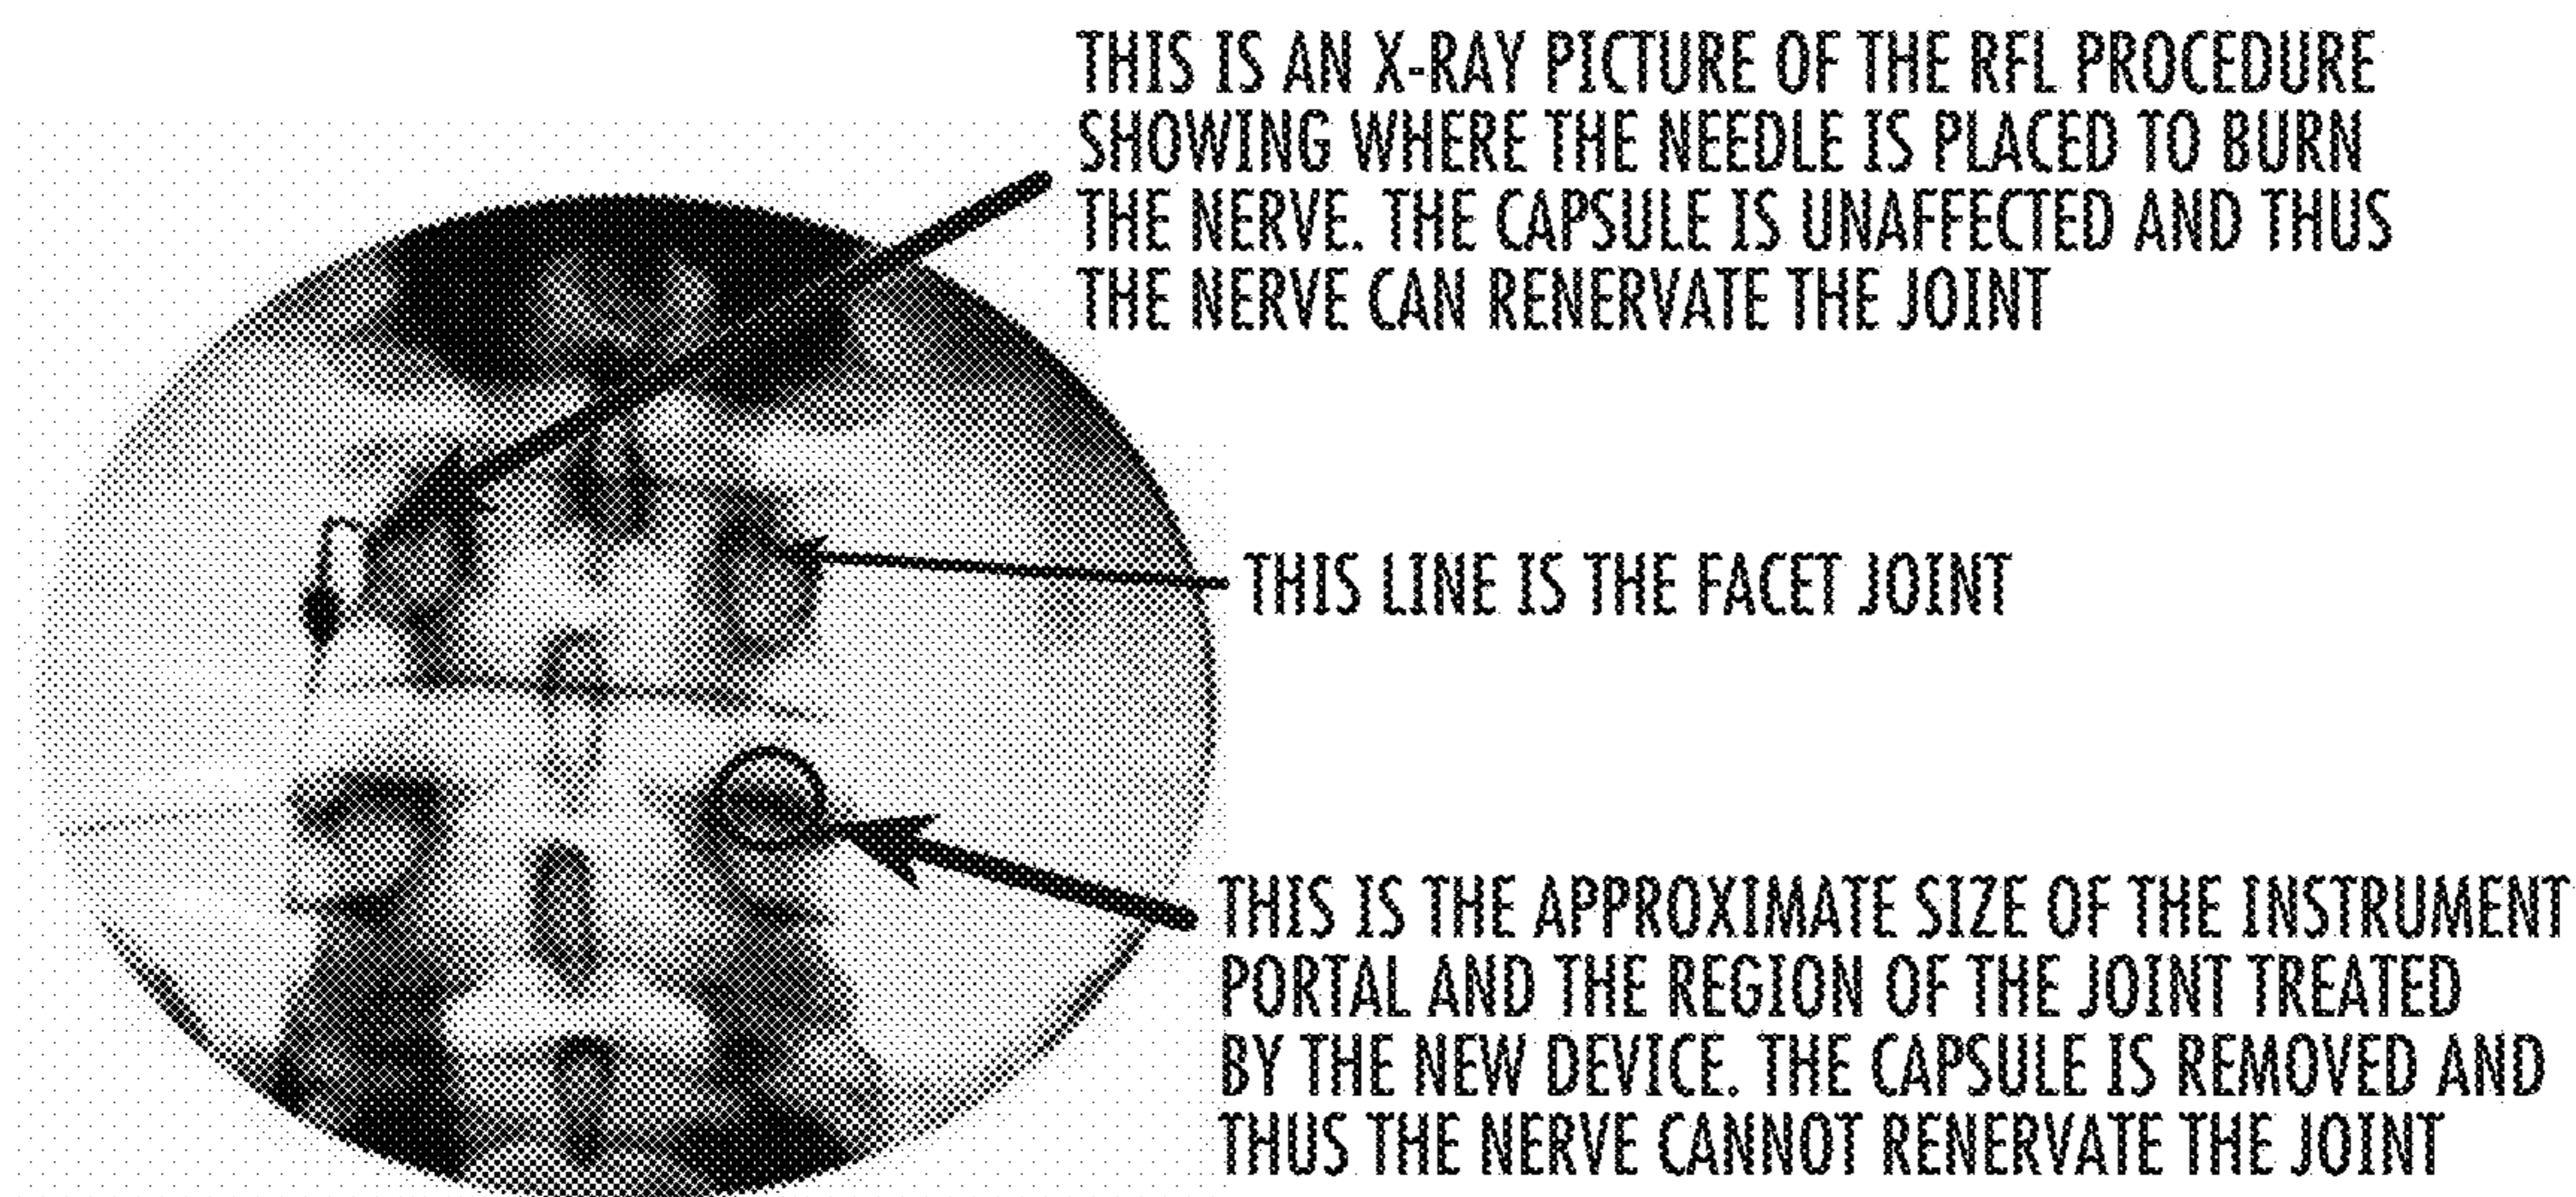 THIS IS AN X-RAY PICTURE OF THE RFL PROCEDURE
SHOWING WHERE THE NEEDLE IS PLACED TO BURN
THE NERVE. THE CAPSULE IS UNAFFECTED AND THUS
THE NERVE CAN RENERVATE THE JOINT
THIS LINE IS THE FACET JOINT
THIS IS THE APPROXIMATE SIZE OF THE INSTRUMENT
PORTAL AND THE REGION OF THE JOINT TREATED
BY THE NEW DEVICE. THE CAPSULE IS REMOVED AND
THUS THE NERVE CANNOT RENERVATE THE JOINT